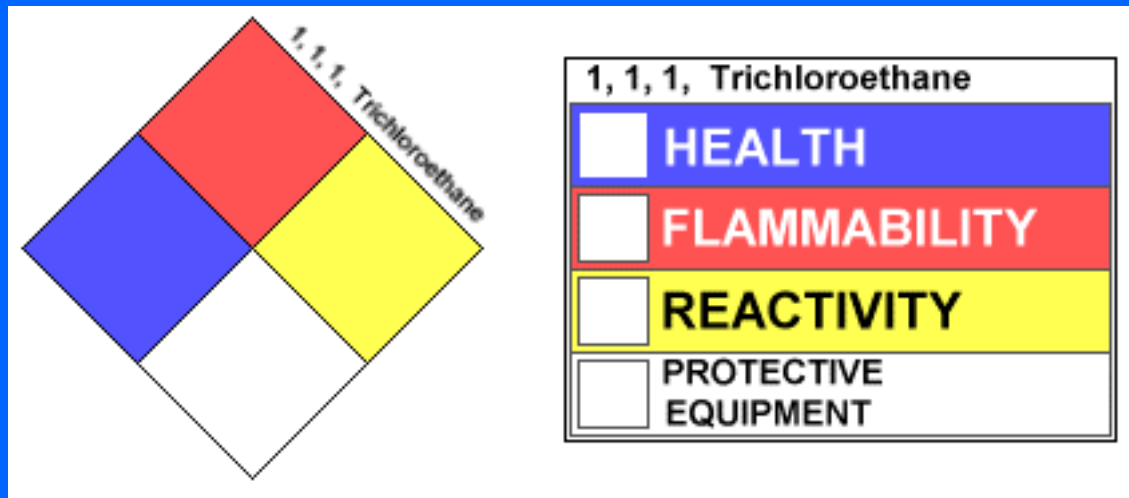 1, 1, 1, Trichloroethane
1, 1, 1, Trichloroethane
HEALTH
FLAMMABILITY
REACTIVITY
PROTECTIVE
EQUIPMENT